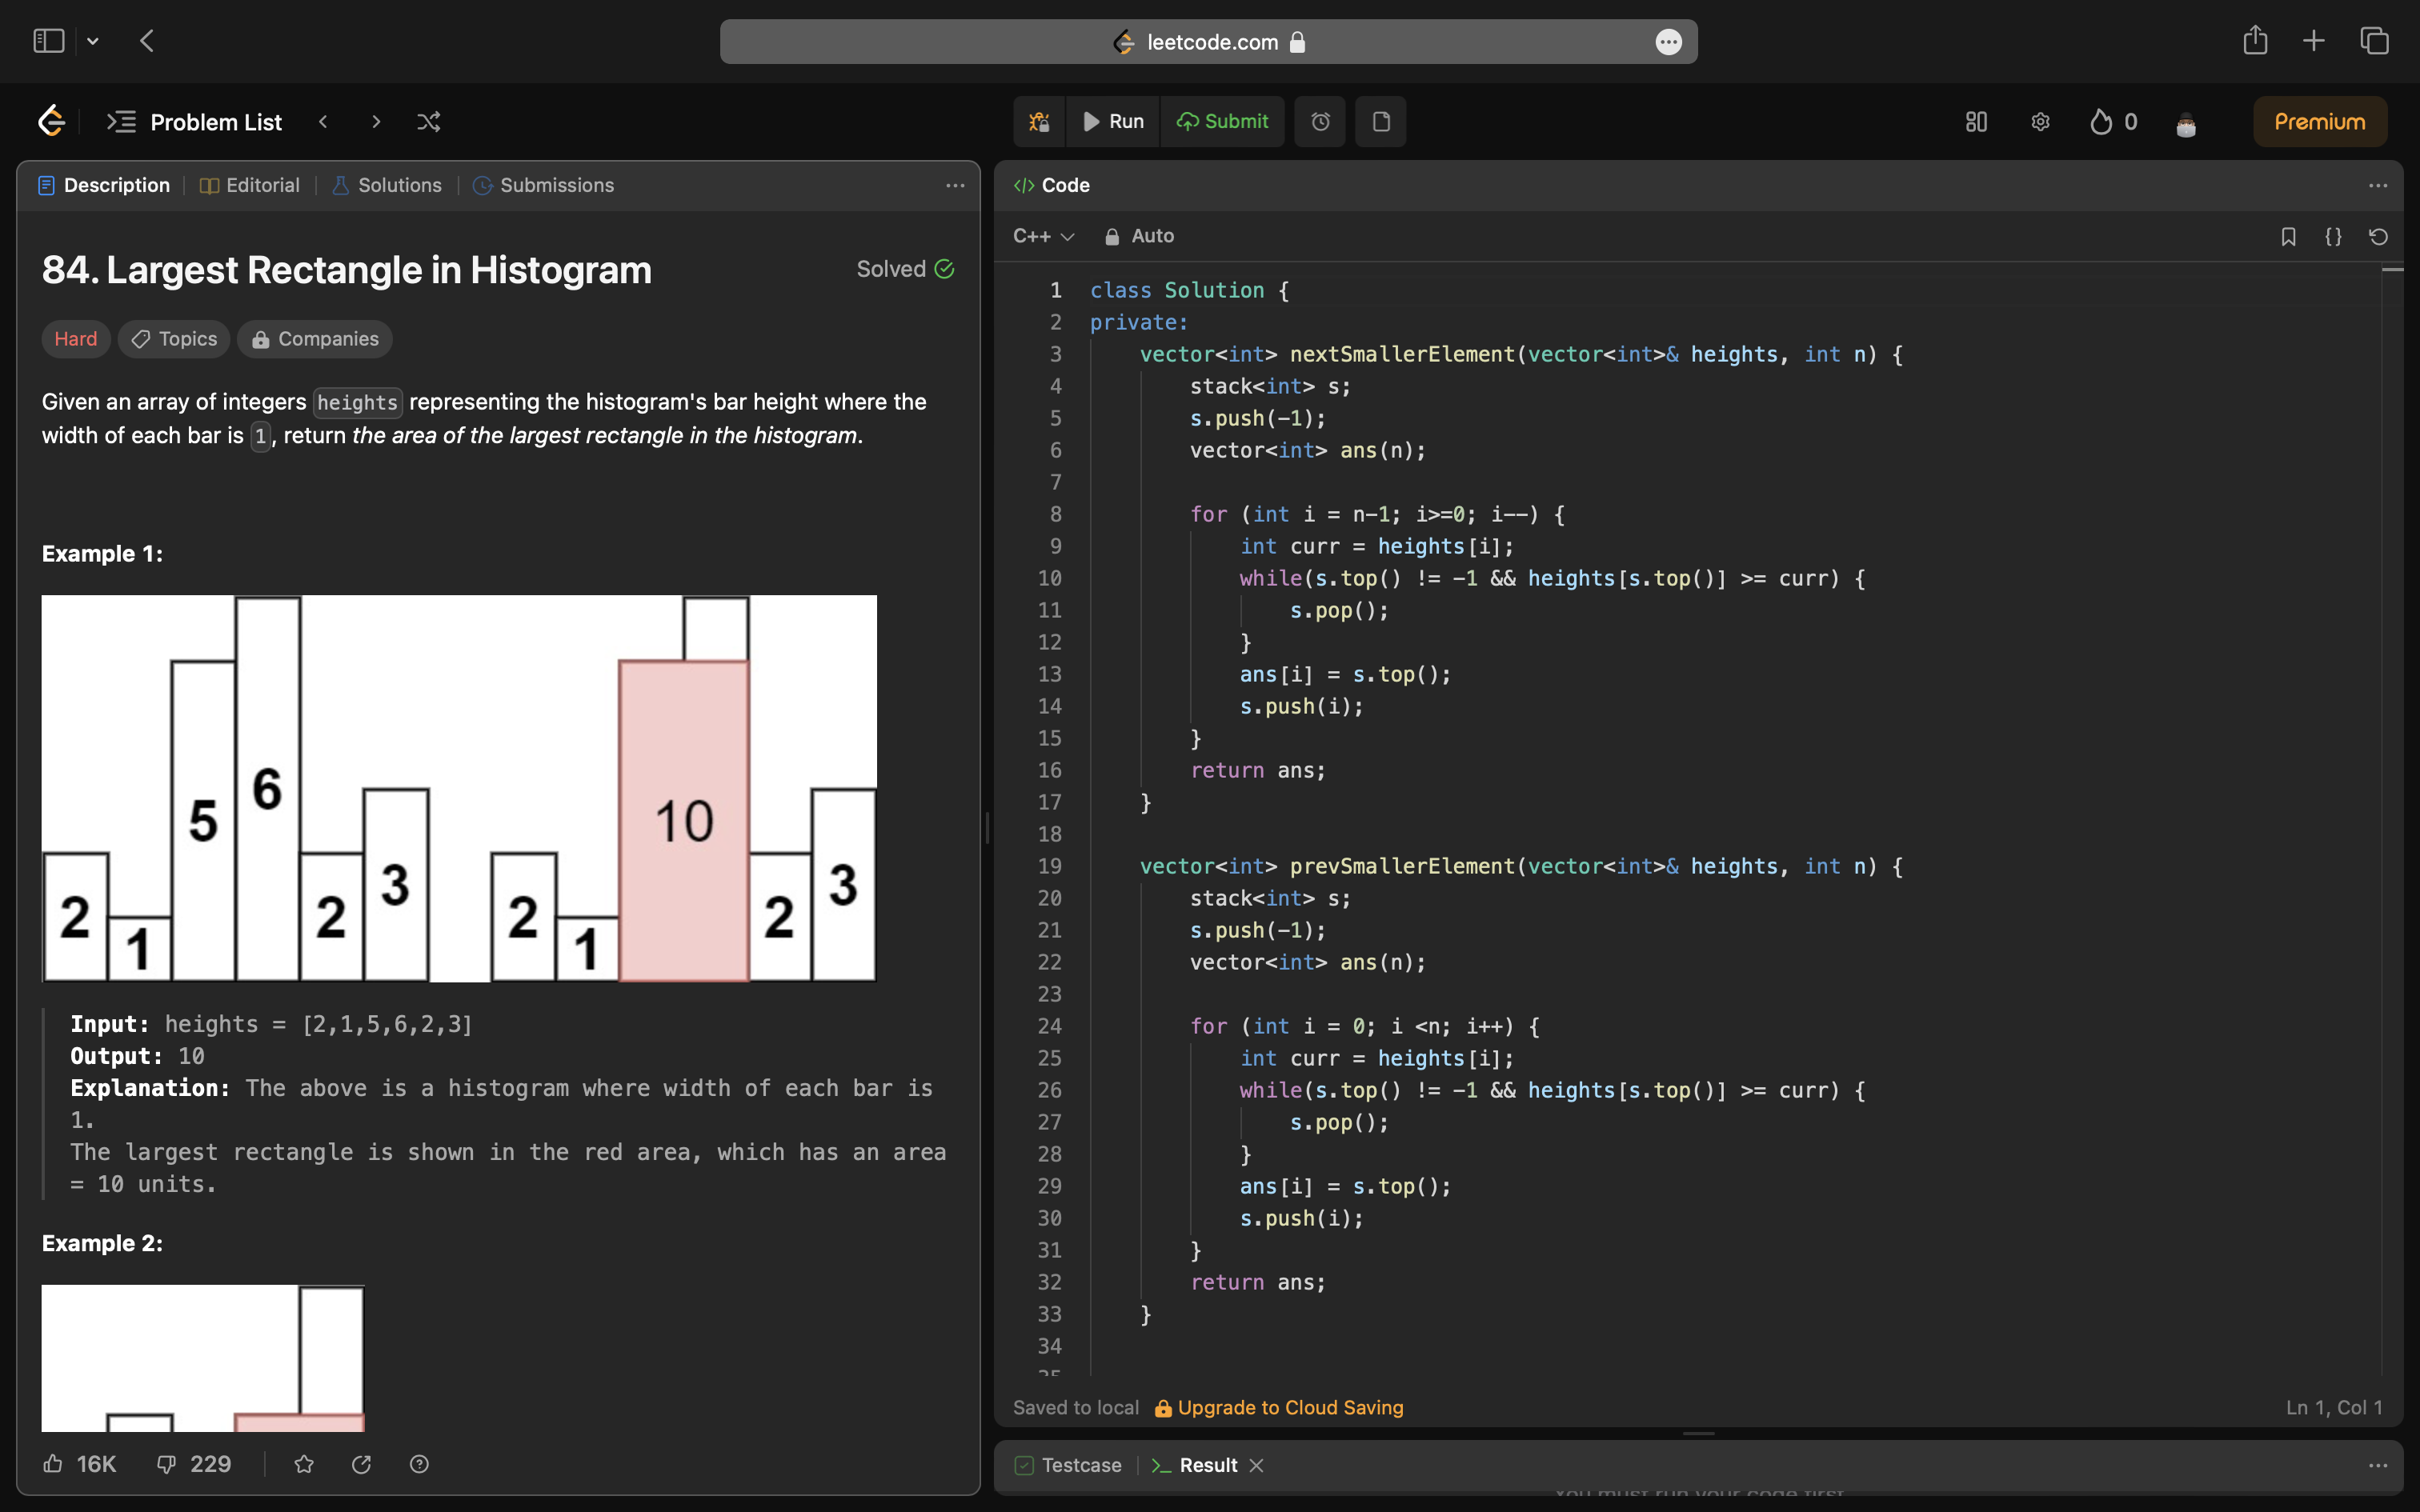 leetcode.com
Problem List
Run
Submit
0
Premium
Description
Editorial
Solutions
Submissions
84. Largest Rectangle in Histogram
Solved
Hard
Topics
Companies
Given an array of integers heights representing the histogram's bar height where the
width of each bar is 1, return the area of the largest rectangle in the histogram.
Example 1:
2
1
5
6
2
3
2
1
10
2
3
Input: heights = [2,1,5,6,2,3]
Output: 10
Explanation: The above is a histogram where width of each bar is
1.
The largest rectangle is shown in the red area, which has an area
= 10 units.
Example 2:
16K
229
Code
C++
Auto
1 class Solution {
2 private:
3 vector<int> nextSmallerElement(vector<int>& heights, int n) {
4 stack<int> s;
5 s.push(-1);
6 vector<int> ans(n);
7
8 for (int i = n-1; i>=0; i--) {
9 int curr = heights[i];
10 while(s.top() != -1 && heights[s.top()] >= curr) {
11 s.pop();
12 }
13 ans[i] = s.top();
14 s.push(i);
15 }
16 return ans;
17 }
18
19 vector<int> prevSmallerElement(vector<int>& heights, int n) {
20 stack<int> s;
21 s.push(-1);
22 vector<int> ans(n);
23
24 for (int i = 0; i <n; i++) {
25 int curr = heights[i];
26 while(s.top() != -1 && heights[s.top()] >= curr) {
27 s.pop();
28 }
29 ans[i] = s.top();
30 s.push(i);
31 }
32 return ans;
33 }
34
35
Saved to local
Upgrade to Cloud Saving
Ln 1, Col 1
Testcase
Result
You must run your code first